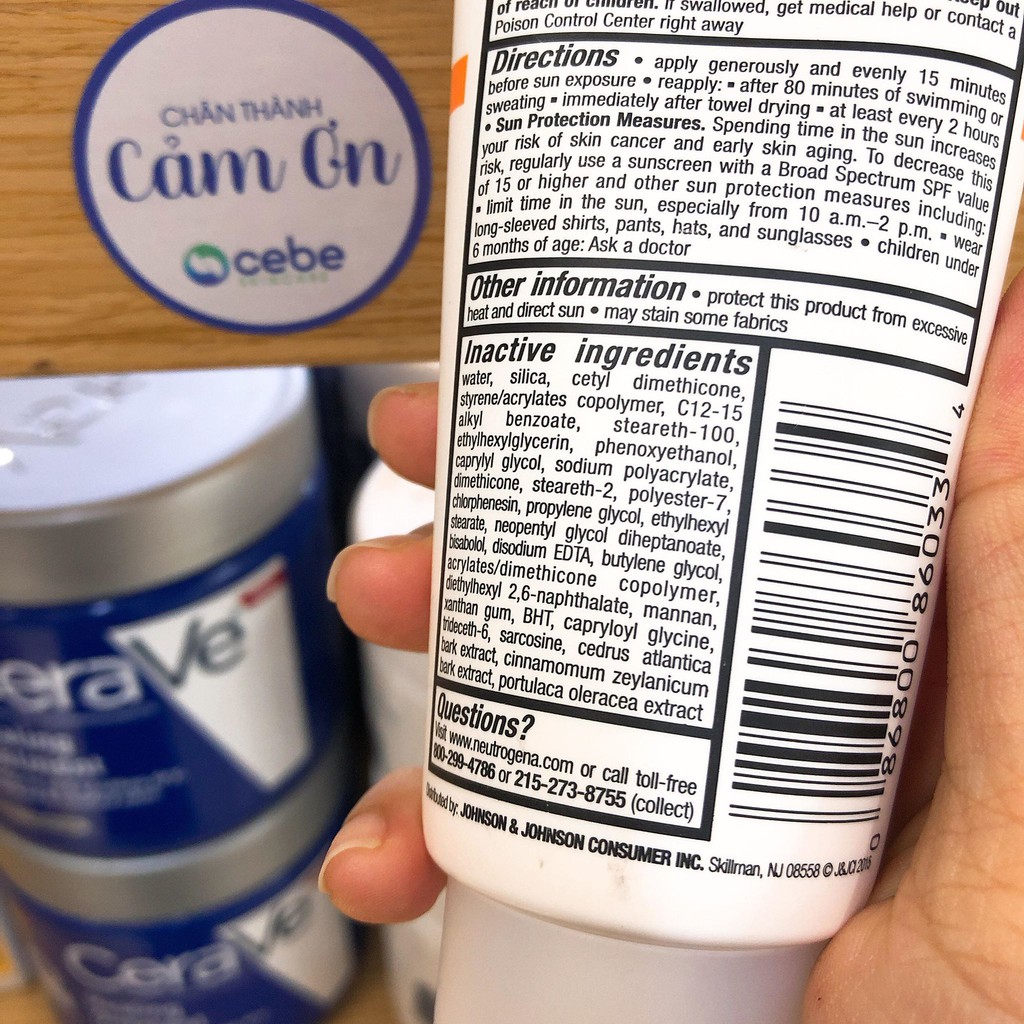 CHÂN THÀNH
Cảm Ơn
cebe
SKINCARE
of reach of children. If swallowed, get medical help or contact a
Poison Control Center right away
Directions • apply generously and evenly 15 minutes
before sun exposure • reapply: ▪ after 80 minutes of swimming or
sweating ▪ immediately after towel drying ▪ at least every 2 hours
• Sun Protection Measures. Spending time in the sun increases
your risk of skin cancer and early skin aging. To decrease this
risk, regularly use a sunscreen with a Broad Spectrum SPF value
of 15 or higher and other sun protection measures including:
▪ limit time in the sun, especially from 10 a.m.–2 p.m. ▪ wear
long-sleeved shirts, pants, hats, and sunglasses • children under
6 months of age: Ask a doctor
Other information • protect this product from excessive
heat and direct sun • may stain some fabrics
Inactive ingredients
water, silica, cetyl dimethicone,
styrene/acrylates copolymer, C12-15
alkyl benzoate, steareth-100,
ethylhexylglycerin, phenoxyethanol,
caprylyl glycol, sodium polyacrylate,
dimethicone, steareth-2, polyester-7,
chlorphenesin, propylene glycol, ethylhexyl
stearate, neopentyl glycol diheptanoate,
bisabolol, disodium EDTA, butylene glycol,
acrylates/dimethicone copolymer,
diethylhexyl 2,6-naphthalate, mannan,
xanthan gum, BHT, capryloyl glycine,
trideceth-6, sarcosine, cedrus atlantica
bark extract, cinnamomum zeylanicum
bark extract, portulaca oleracea extract
Questions?
Visit www.neutrogena.com or call toll-free
800-299-4786 or 215-273-8755 (collect)
Distributed by: JOHNSON & JOHNSON CONSUMER INC. Skillman, NJ 08558 © J&JCI 2015
0 86800 86033 4
CeraVe
CeraVe